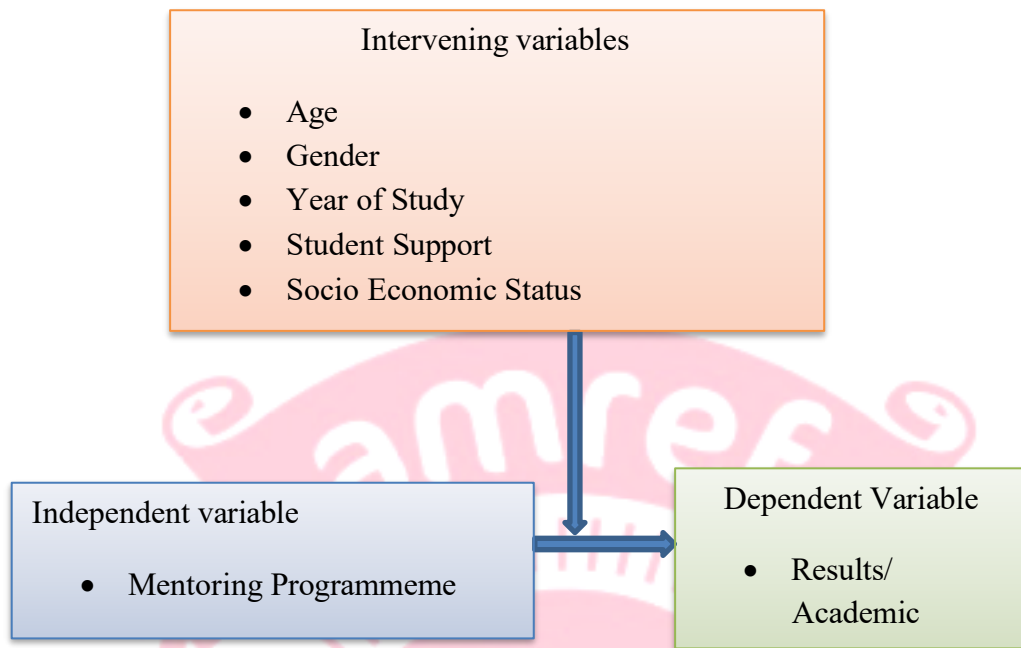 Intervening variables
• Age
• Gender
• Year of Study
• Student Support
• Socio Economic Status
amref
Independent variable
• Mentoring Programmeme
Dependent Variable
• Results/
Academic